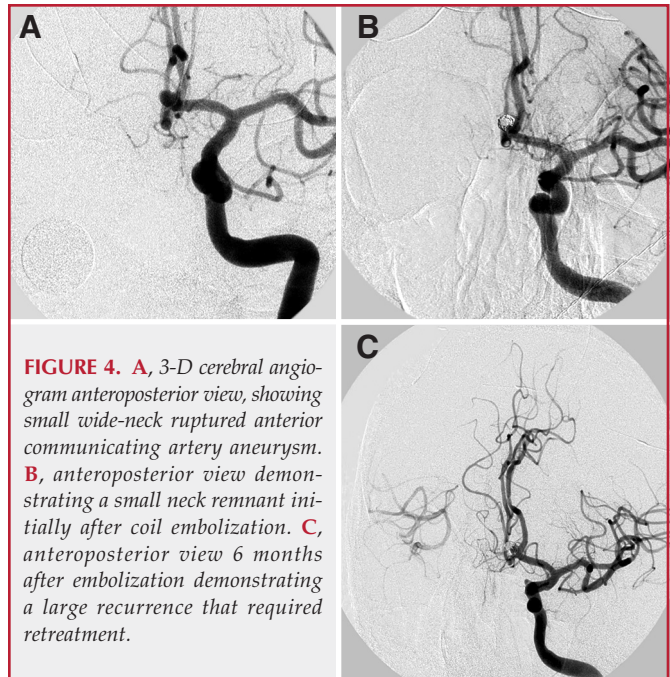 A
B
FIGURE 4. A, 3-D cerebral angio-
gram anteroposterior view, showing
small wide-neck ruptured anterior
communicating artery aneurysm.
B, anteroposterior view demon-
strating a small neck remnant ini-
tially after coil embolization. C,
anteroposterior view 6 months
after embolization demonstrating
a large recurrence that required
retreatment.
C